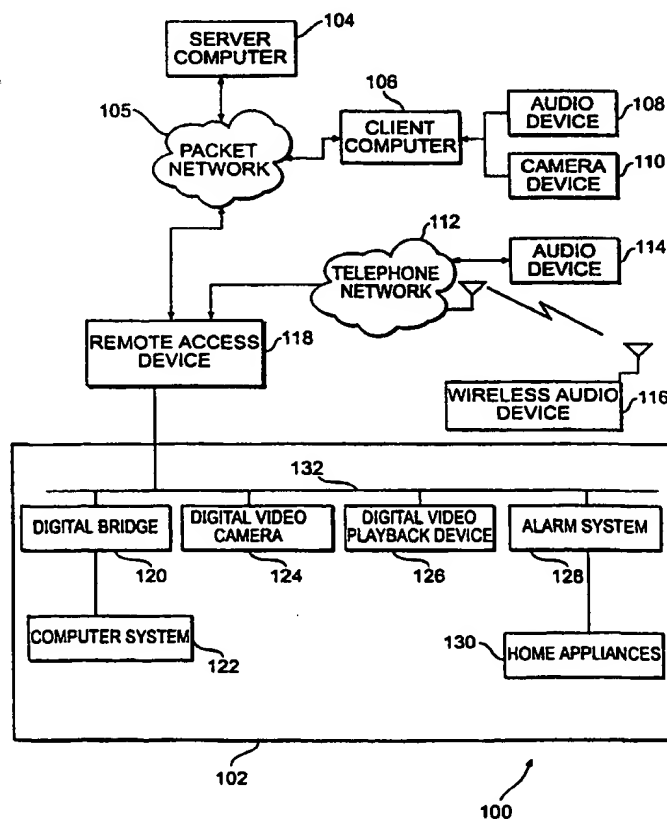 104
SERVER
COMPUTER
105
PACKET
NETWORK
106
CLIENT
COMPUTER
AUDIO
DEVICE
108
CAMERA
DEVICE
110
112
TELEPHONE
NETWORK
AUDIO
DEVICE
114
REMOTE ACCESS
DEVICE
118
WIRELESS AUDIO
DEVICE
116
132
DIGITAL BRIDGE
120
DIGITAL VIDEO
CAMERA
124
DIGITAL VIDEO
PLAYBACK DEVICE
126
ALARM SYSTEM
128
COMPUTER SYSTEM
122
130
HOME APPLIANCES
102
100